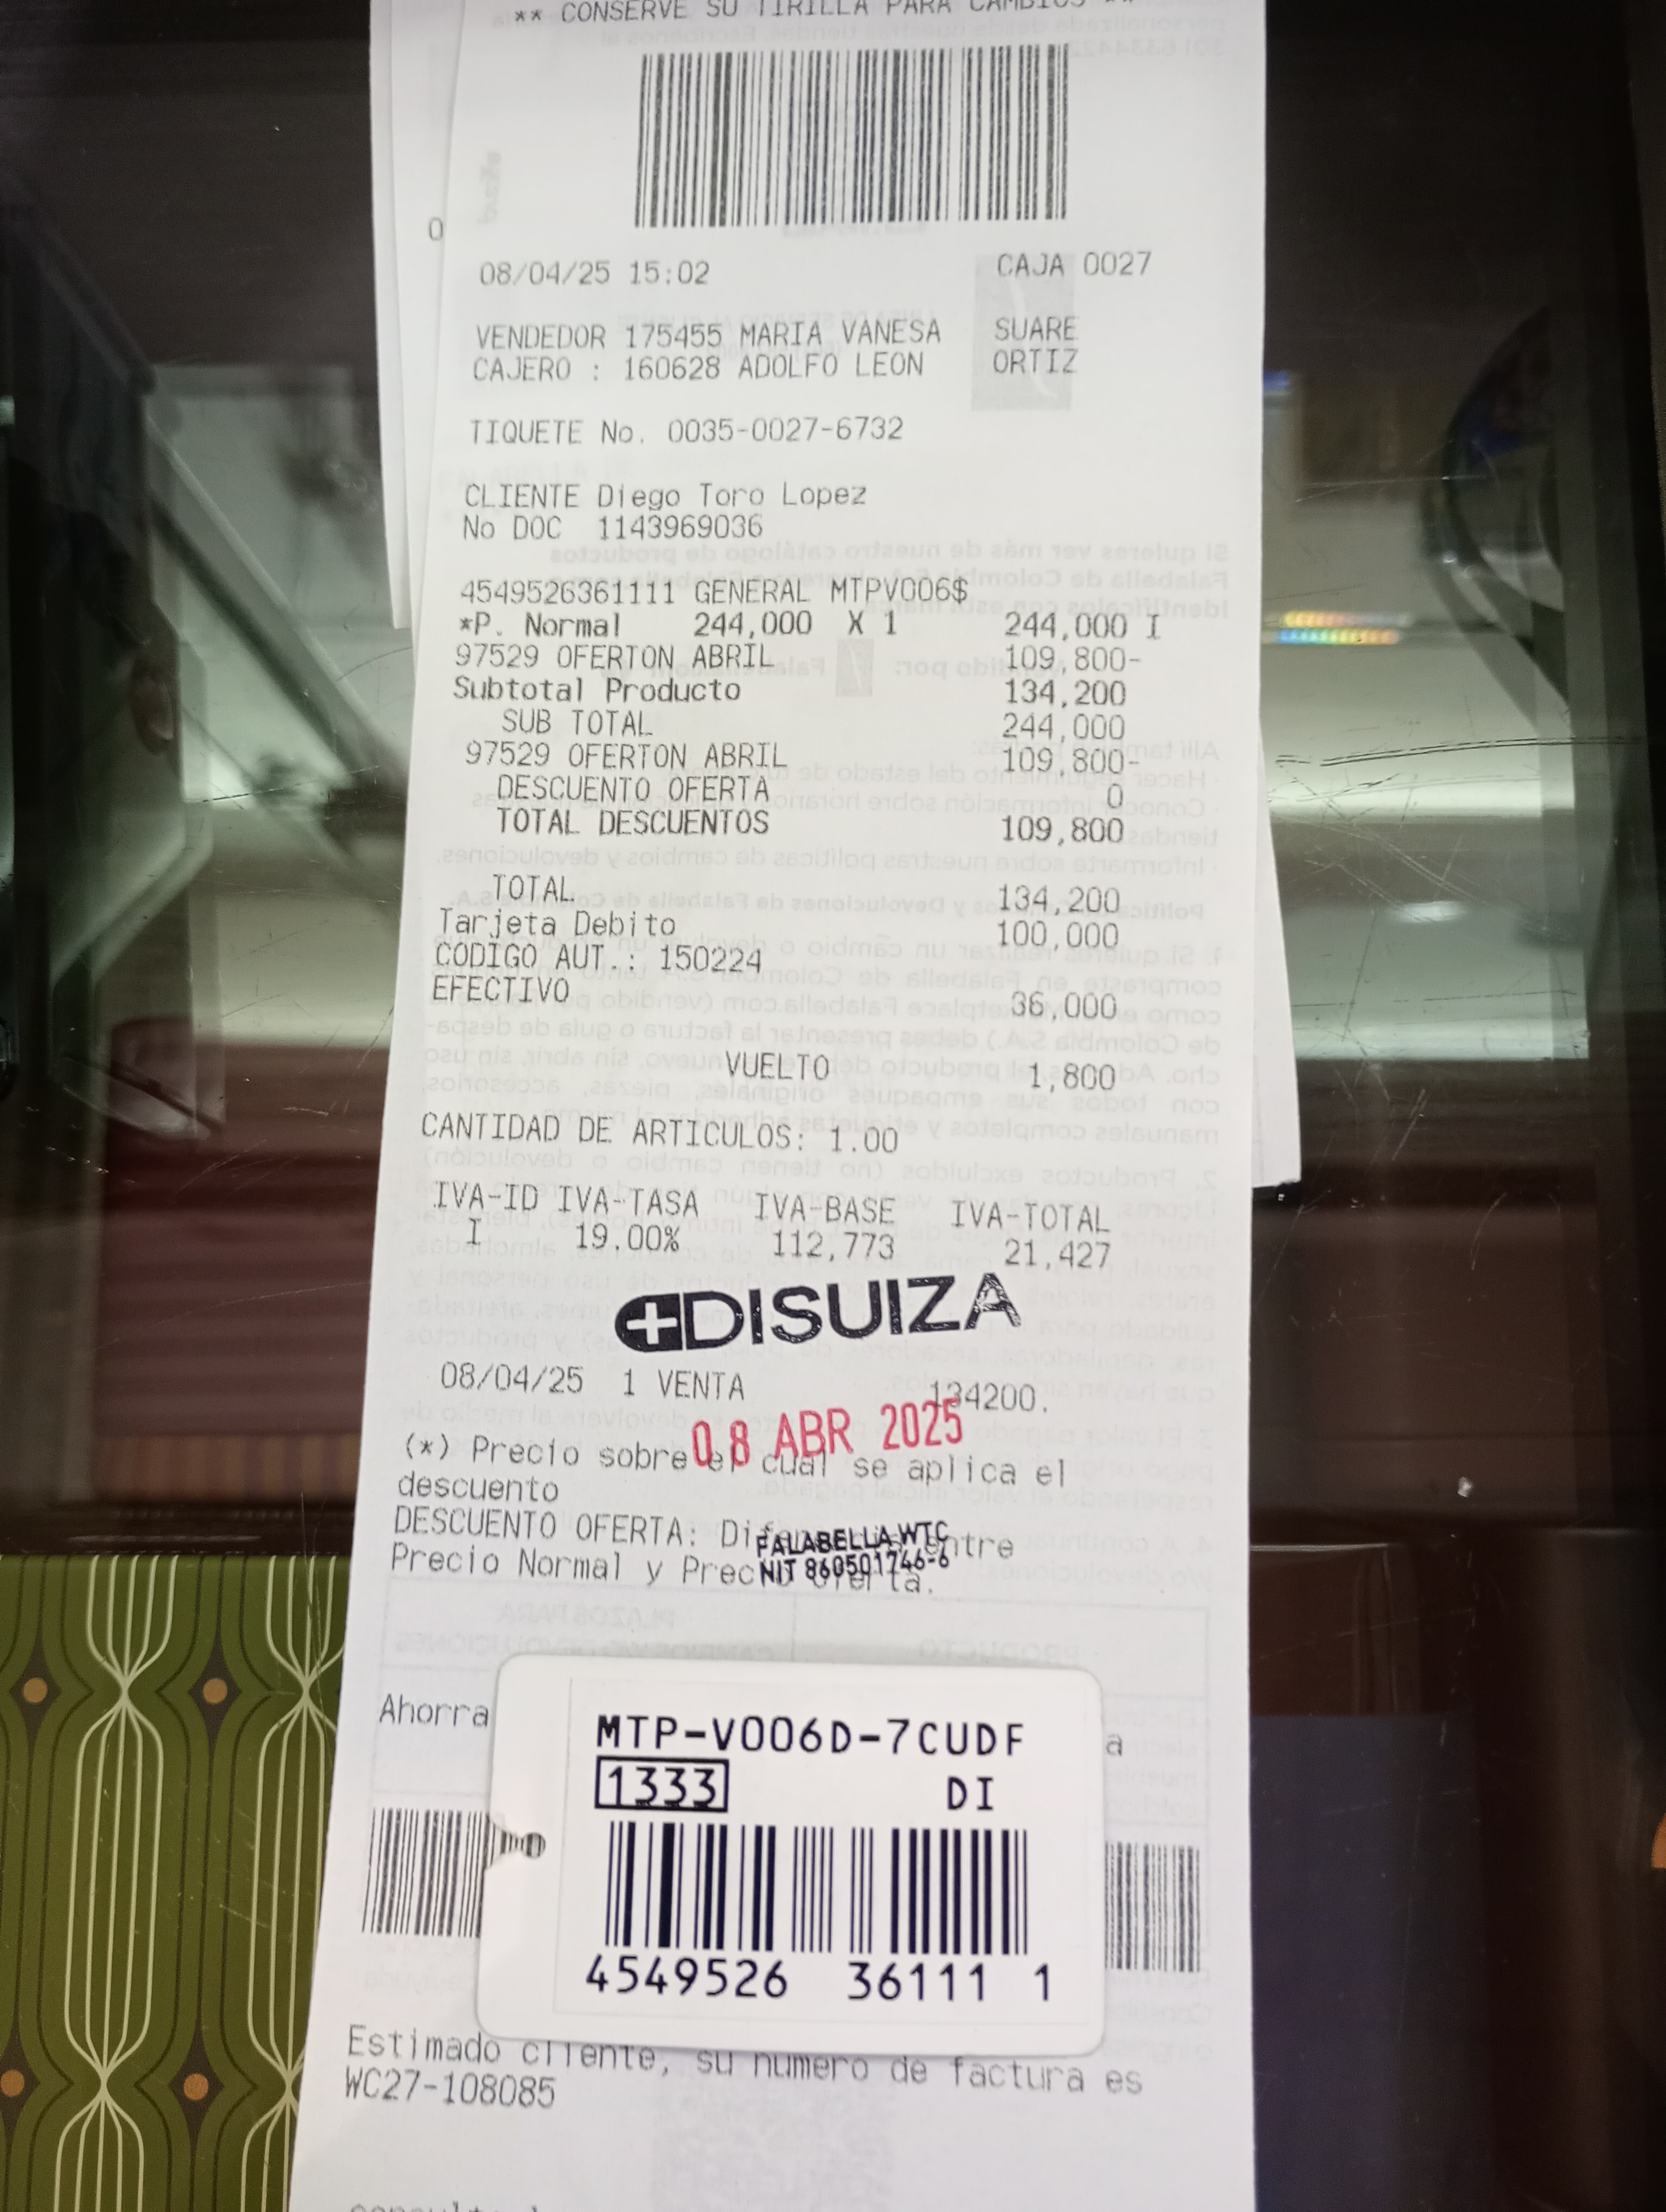 ** CONSERVE SU TIRILLA PARA CAMBIOS **
0
08/04/25 15:02 CAJA 0027
VENDEDOR 175455 MARIA VANESA SUARE
CAJERO : 160628 ADOLFO LEON ORTIZ
TIQUETE No. 0035-0027-6732
CLIENTE Diego Toro Lopez
No DOC 1143969036
4549526361111 GENERAL MTPV006$
*P. Normal 244,000 X 1 244,000 I
97529 OFERTON ABRIL 109,800-
Subtotal Producto 134,200
SUB TOTAL 244,000
97529 OFERTON ABRIL 109,800-
DESCUENTO OFERTA 0
TOTAL DESCUENTOS 109,800
TOTAL 134,200
Tarjeta Debito 100,000
CODIGO AUT.: 150224
EFECTIVO 36,000
VUELTO 1,800
CANTIDAD DE ARTICULOS: 1.00
IVA-ID IVA-TASA IVA-BASE IVA-TOTAL
I 19.00% 112,773 21,427
DISUIZA
08/04/25 1 VENTA 134200.
08 ABR 2025
(*) Precio sobre el cual se aplica el
descuento
DESCUENTO OFERTA: entre
FALABELLA WTC
Precio Normal y
NIT 860501746-6
Ahorra a
MTP-V006D-7CUDF
1333 DI
4549526 36111 1
Estimado cliente, su numero de factura es
WC27-108085